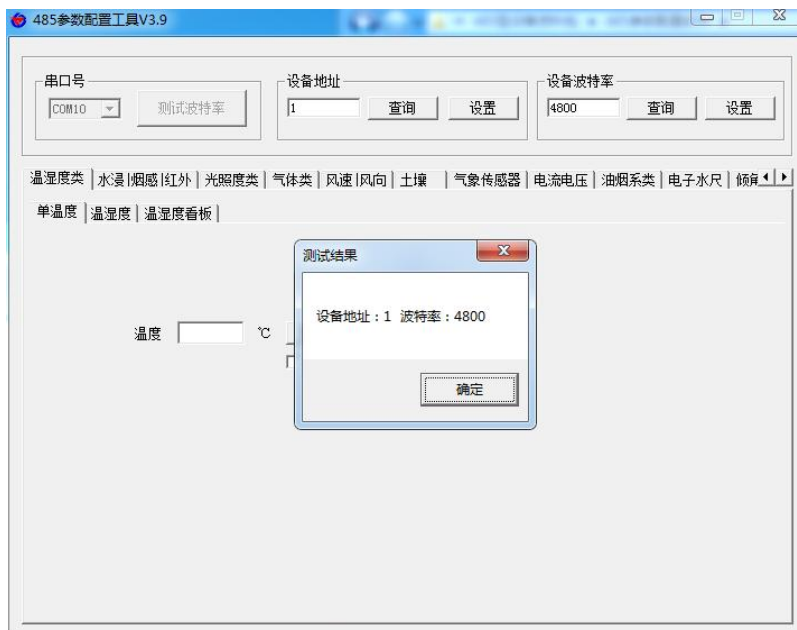 485参数配置工具V3.9
串口号
COM10 测试波特率
设备地址
1 查询 设置
设备波特率
4800 查询 设置
温湿度类 水浸|烟感|红外 光照度类 气体类 风速|风向 土壤 气象传感器 电流电压 油烟系类 电子水尺
单温度 温湿度 温湿度看板
温度 ℃
测试结果
设备地址：1 波特率：4800
确定